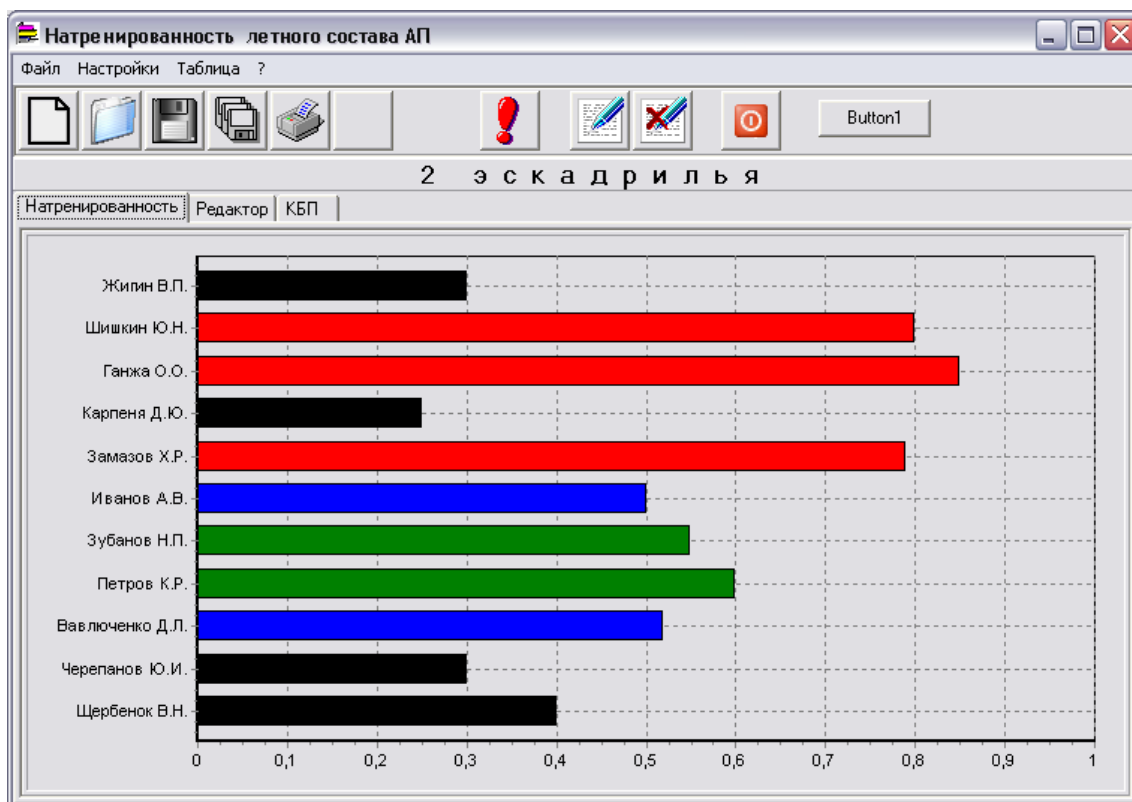 Натренированность летного состава АП
Файл Настройки Таблица ?
Button1
2 эскадрилья
Натренированность Редактор КБП
Жигин В.П.
Шишкин Ю.Н.
Ганжа О.О.
Карпеня Д.Ю.
Замазов Х.Р.
Иванов А.В.
Зубанов Н.П.
Петров К.Р.
Вавлюченко Д.Л.
Черепанов Ю.И.
Щербенок В.Н.
0 0,1 0,2 0,3 0,4 0,5 0,6 0,7 0,8 0,9 1